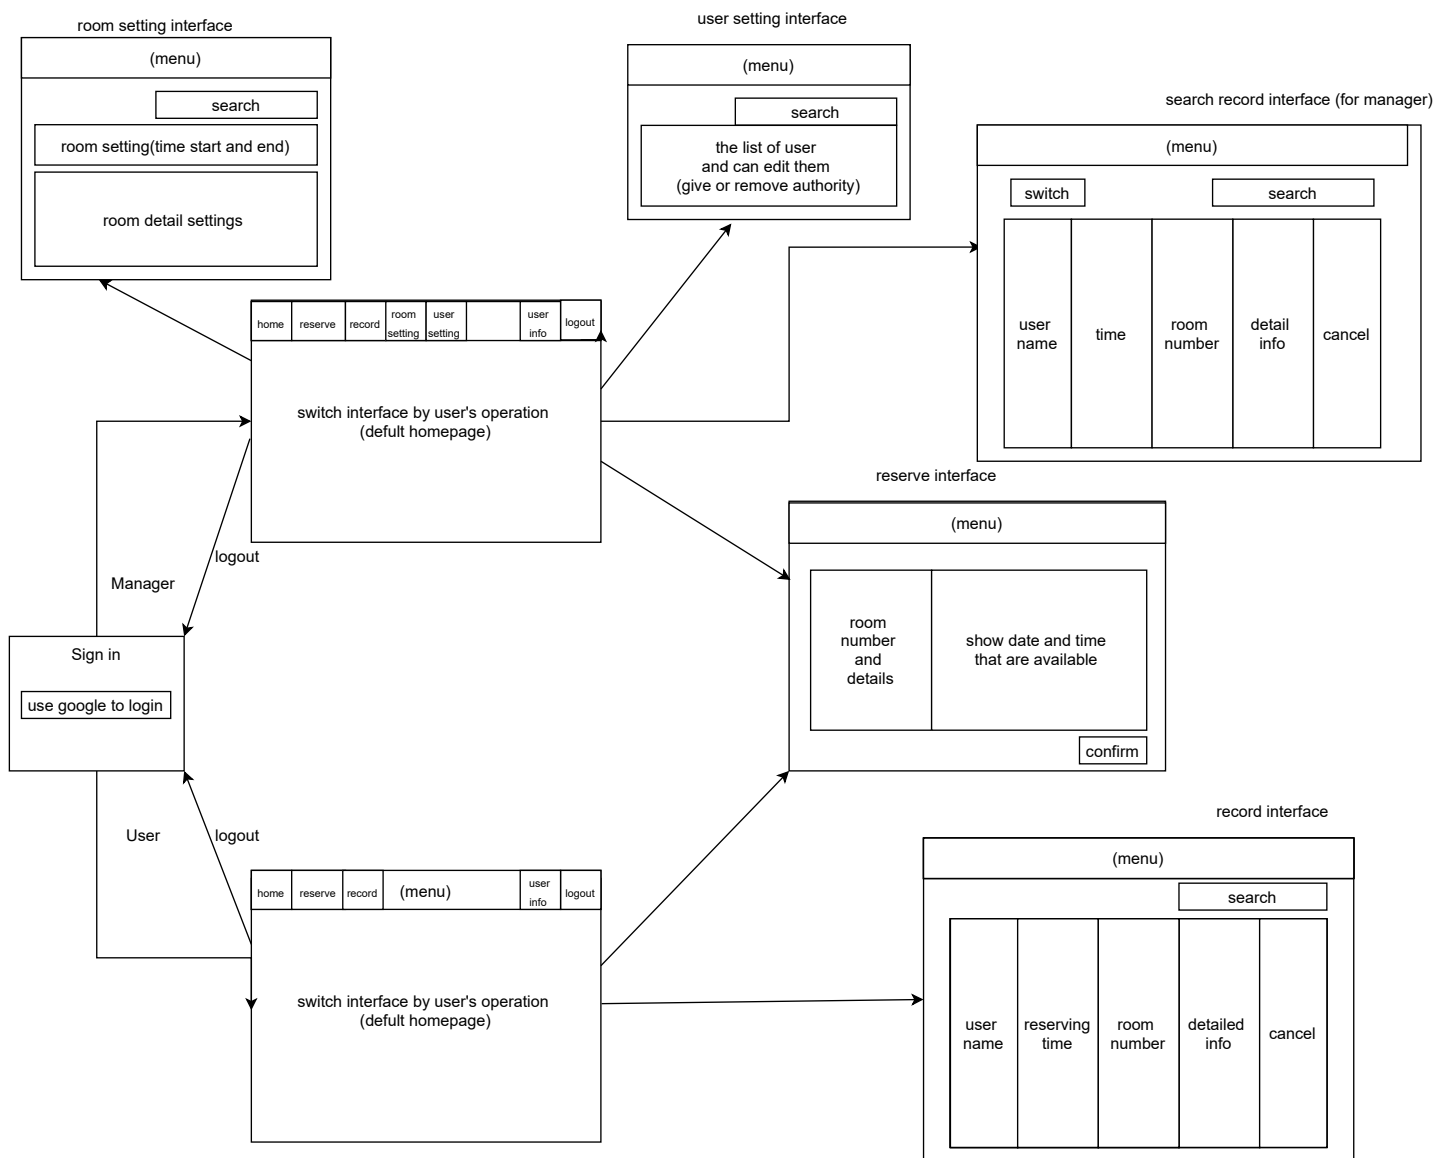 room setting interface
(menu)
search
room setting(time start and end)
room detail settings
user setting interface
(menu)
search
the list of user
and can edit them
(give or remove authority)
search record interface (for manager)
(menu)
switch
search
user
name
time
room
number
detail
info
cancel
home
reserve
record
room
setting
user
setting
user
info
logout
switch interface by user's operation
(defult homepage)
logout
Manager
Sign in
use google to login
reserve interface
(menu)
room
number
and
details
show date and time
that are available
confirm
User
logout
home
reserve
record
(menu)
user
info
logout
switch interface by user's operation
(defult homepage)
record interface
(menu)
search
user
name
reserving
time
room
number
detailed
info
cancel